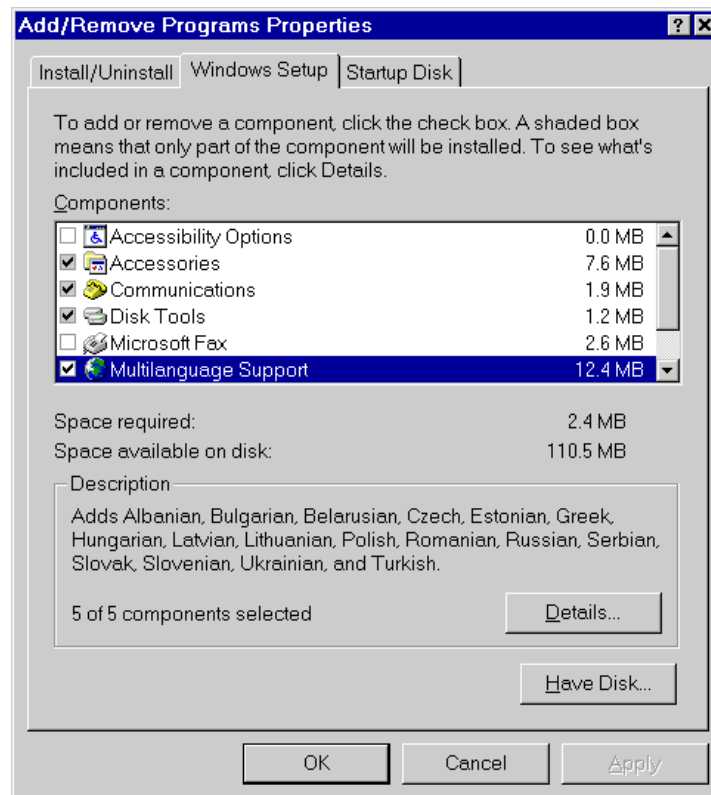 Add/Remove Programs Properties
Install/Uninstall Windows Setup Startup Disk
To add or remove a component, click the check box. A shaded box
means that only part of the component will be installed. To see what's
included in a component, click Details.
Components:
Accessibility Options 0.0 MB
Accessories 7.6 MB
Communications 1.9 MB
Disk Tools 1.2 MB
Microsoft Fax 2.6 MB
Multilanguage Support 12.4 MB
Space required: 2.4 MB
Space available on disk: 110.5 MB
Description
Adds Albanian, Bulgarian, Belarusian, Czech, Estonian, Greek,
Hungarian, Latvian, Lithuanian, Polish, Romanian, Russian, Serbian,
Slovak, Slovenian, Ukrainian, and Turkish.
5 of 5 components selected Details...
Have Disk...
OK Cancel Apply